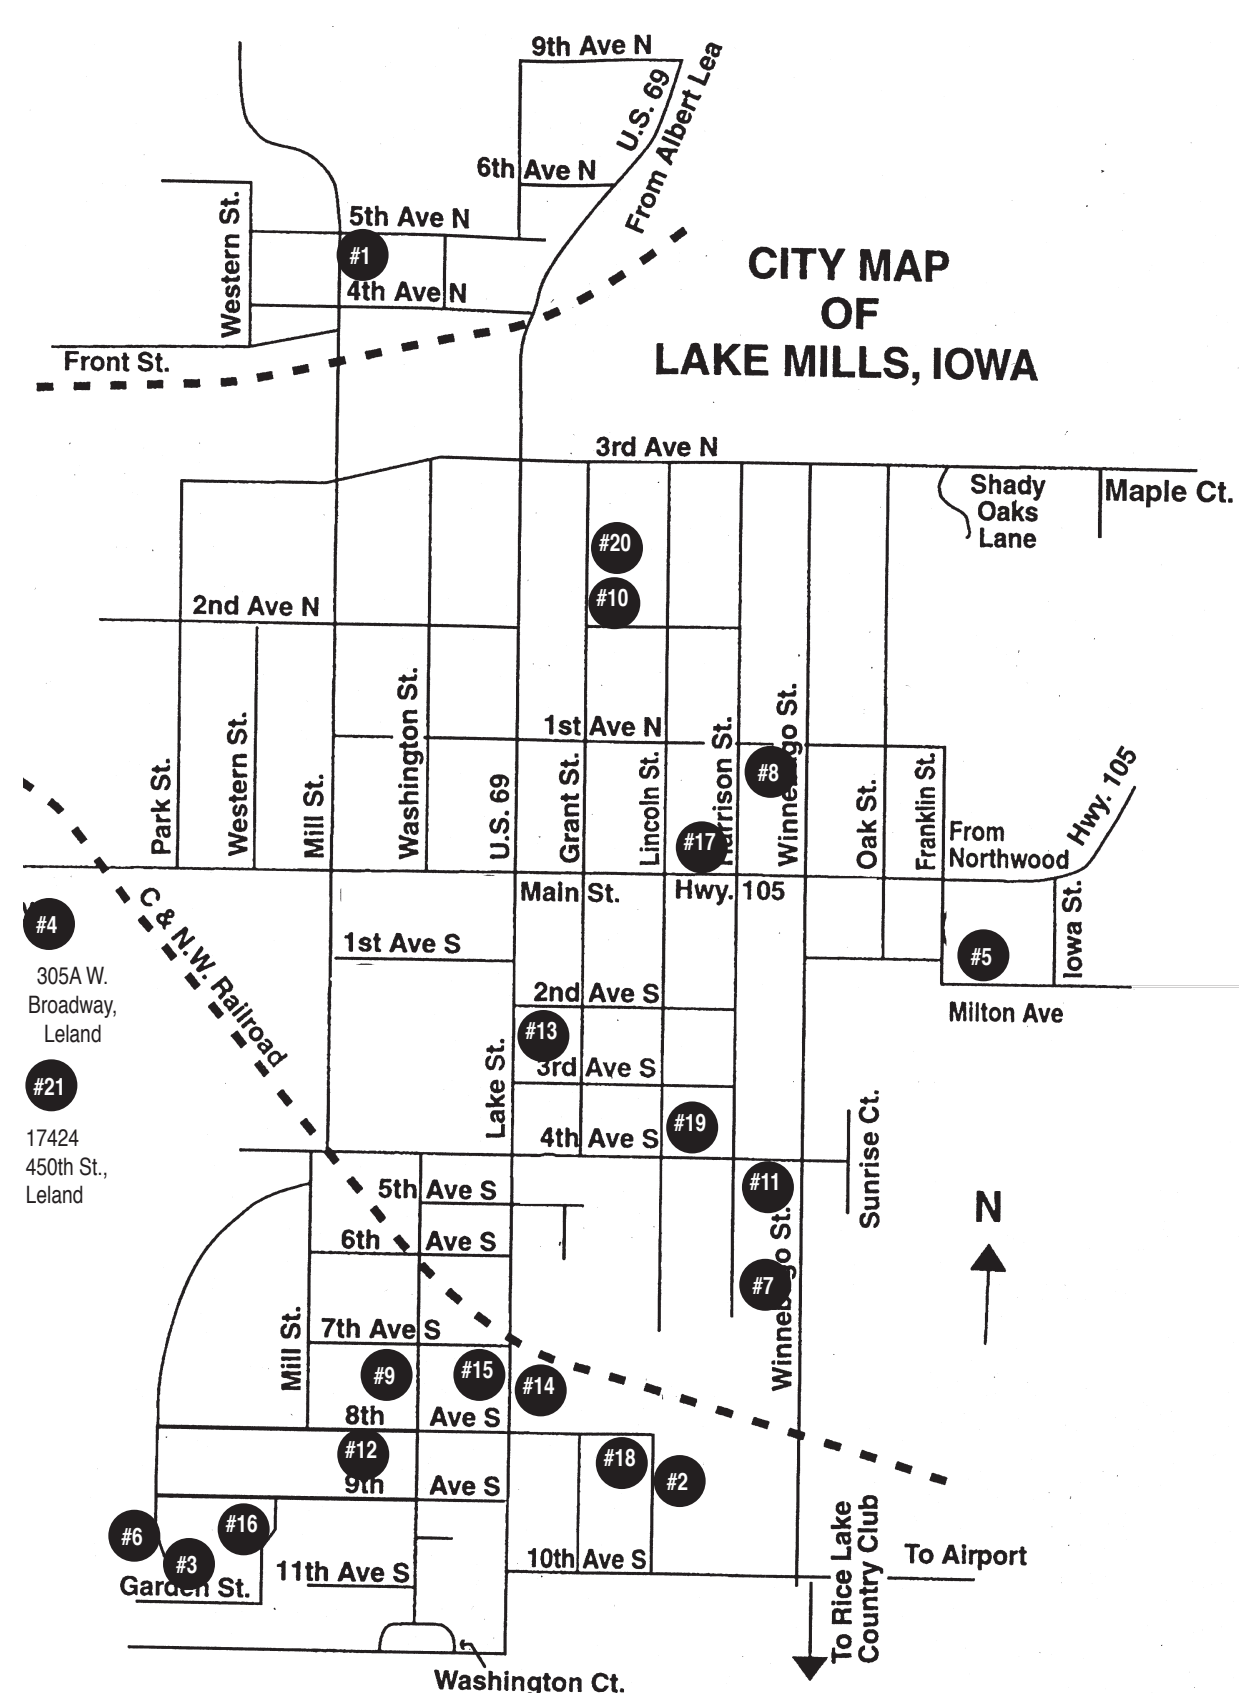 9th Ave N
U.S. 69
From Albert Lea
6th Ave N
Western St.
5th Ave N
#1
4th Ave N
Front St.
CITY MAP
OF
LAKE MILLS, IOWA
3rd Ave N
Shady
Oaks
Lane
Maple Ct.
#20
#10
2nd Ave N
1st Ave N
Park St.
Western St.
Mill St.
Washington St.
U.S. 69
Grant St.
Lincoln St.
#17
#8
Oak St.
Franklin St.
From
Northwood
Hwy. 105
Main St.
Hwy. 105
#4
305A W.
Broadway,
Leland
#21
17424
450th St.,
Leland
C & N.W. Railroad
1st Ave S
2nd Ave S
#13
3rd Ave S
Lake St.
4th Ave S
#19
#5
Iowa St.
Milton Ave
Sunrise Ct.
#11
#7
N
5th Ave S
6th Ave S
Mill St.
7th Ave S
#9
#15
#14
8th Ave S
#12
9th Ave S
#18
#2
#6
#16
#3
Garden St.
11th Ave S
10th Ave S
To Rice Lake
Country Club
To Airport
Washington Ct.